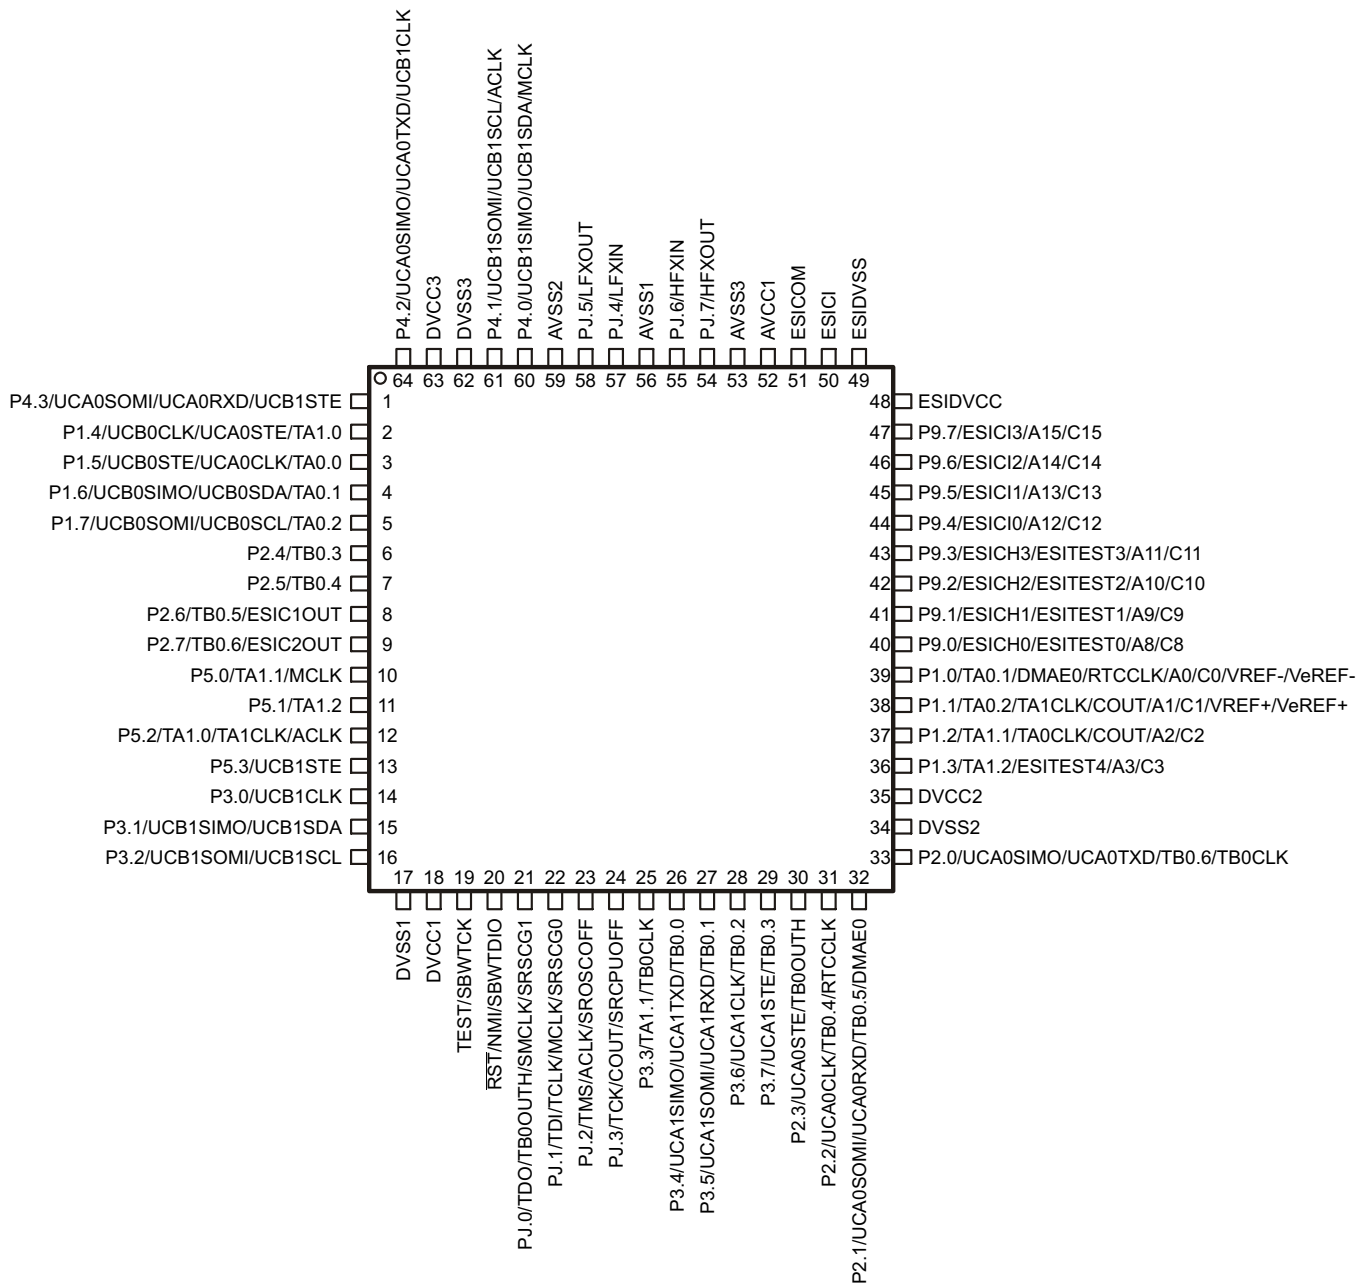 P4.2/UCA0SIMO/UCA0TXD/UCB1CLK
DVCC3
DVSS3
P4.1/UCB1SOMI/UCB1SCL/ACLK
P4.0/UCB1SIMO/UCB1SDA/MCLK
AVSS2
PJ.5/LFXOUT
PJ.4/LFXIN
AVSS1
PJ.6/HFXIN
PJ.7/HFXOUT
AVSS3
AVCC1
ESICOM
ESICI
ESIDVSS
64 63 62 61 60 59 58 57 56 55 54 53 52 51 50 49
P4.3/UCA0SOMI/UCA0RXD/UCB1STE 1
P1.4/UCB0CLK/UCA0STE/TA1.0 2
P1.5/UCB0STE/UCA0CLK/TA0.0 3
P1.6/UCB0SIMO/UCB0SDA/TA0.1 4
P1.7/UCB0SOMI/UCB0SCL/TA0.2 5
P2.4/TB0.3 6
P2.5/TB0.4 7
P2.6/TB0.5/ESIC1OUT 8
P2.7/TB0.6/ESIC2OUT 9
P5.0/TA1.1/MCLK 10
P5.1/TA1.2 11
P5.2/TA1.0/TA1CLK/ACLK 12
P5.3/UCB1STE 13
P3.0/UCB1CLK 14
P3.1/UCB1SIMO/UCB1SDA 15
P3.2/UCB1SOMI/UCB1SCL 16
48 ESIDVCC
47 P9.7/ESICI3/A15/C15
46 P9.6/ESICI2/A14/C14
45 P9.5/ESICI1/A13/C13
44 P9.4/ESICI0/A12/C12
43 P9.3/ESICH3/ESITEST3/A11/C11
42 P9.2/ESICH2/ESITEST2/A10/C10
41 P9.1/ESICH1/ESITEST1/A9/C9
40 P9.0/ESICH0/ESITEST0/A8/C8
39 P1.0/TA0.1/DMAE0/RTCCLK/A0/C0/VREF-/VeREF-
38 P1.1/TA0.2/TA1CLK/COUT/A1/C1/VREF+/VeREF+
37 P1.2/TA1.1/TA0CLK/COUT/A2/C2
36 P1.3/TA1.2/ESITEST4/A3/C3
35 DVCC2
34 DVSS2
33 P2.0/UCA0SIMO/UCA0TXD/TB0.6/TB0CLK
17 18 19 20 21 22 23 24 25 26 27 28 29 30 31 32
DVSS1
DVCC1
TEST/SBWTCK
RST/NMI/SBWTDIO
PJ.0/TDO/TB0OUTH/SMCLK/SRSCG1
PJ.1/TDI/TCLK/MCLK/SRSCG0
PJ.2/TMS/ACLK/SROSCOFF
PJ.3/TCK/COUT/SRCPUOFF
P3.3/TA1.1/TB0CLK
P3.4/UCA1SIMO/UCA1TXD/TB0.0
P3.5/UCA1SOMI/UCA1RXD/TB0.1
P3.6/UCA1CLK/TB0.2
P3.7/UCA1STE/TB0.3
P2.3/UCA0STE/TB0OUTH
P2.2/UCA0CLK/TB0.4/RTCCLK
P2.1/UCA0SOMI/UCA0RXD/TB0.5/DMAE0